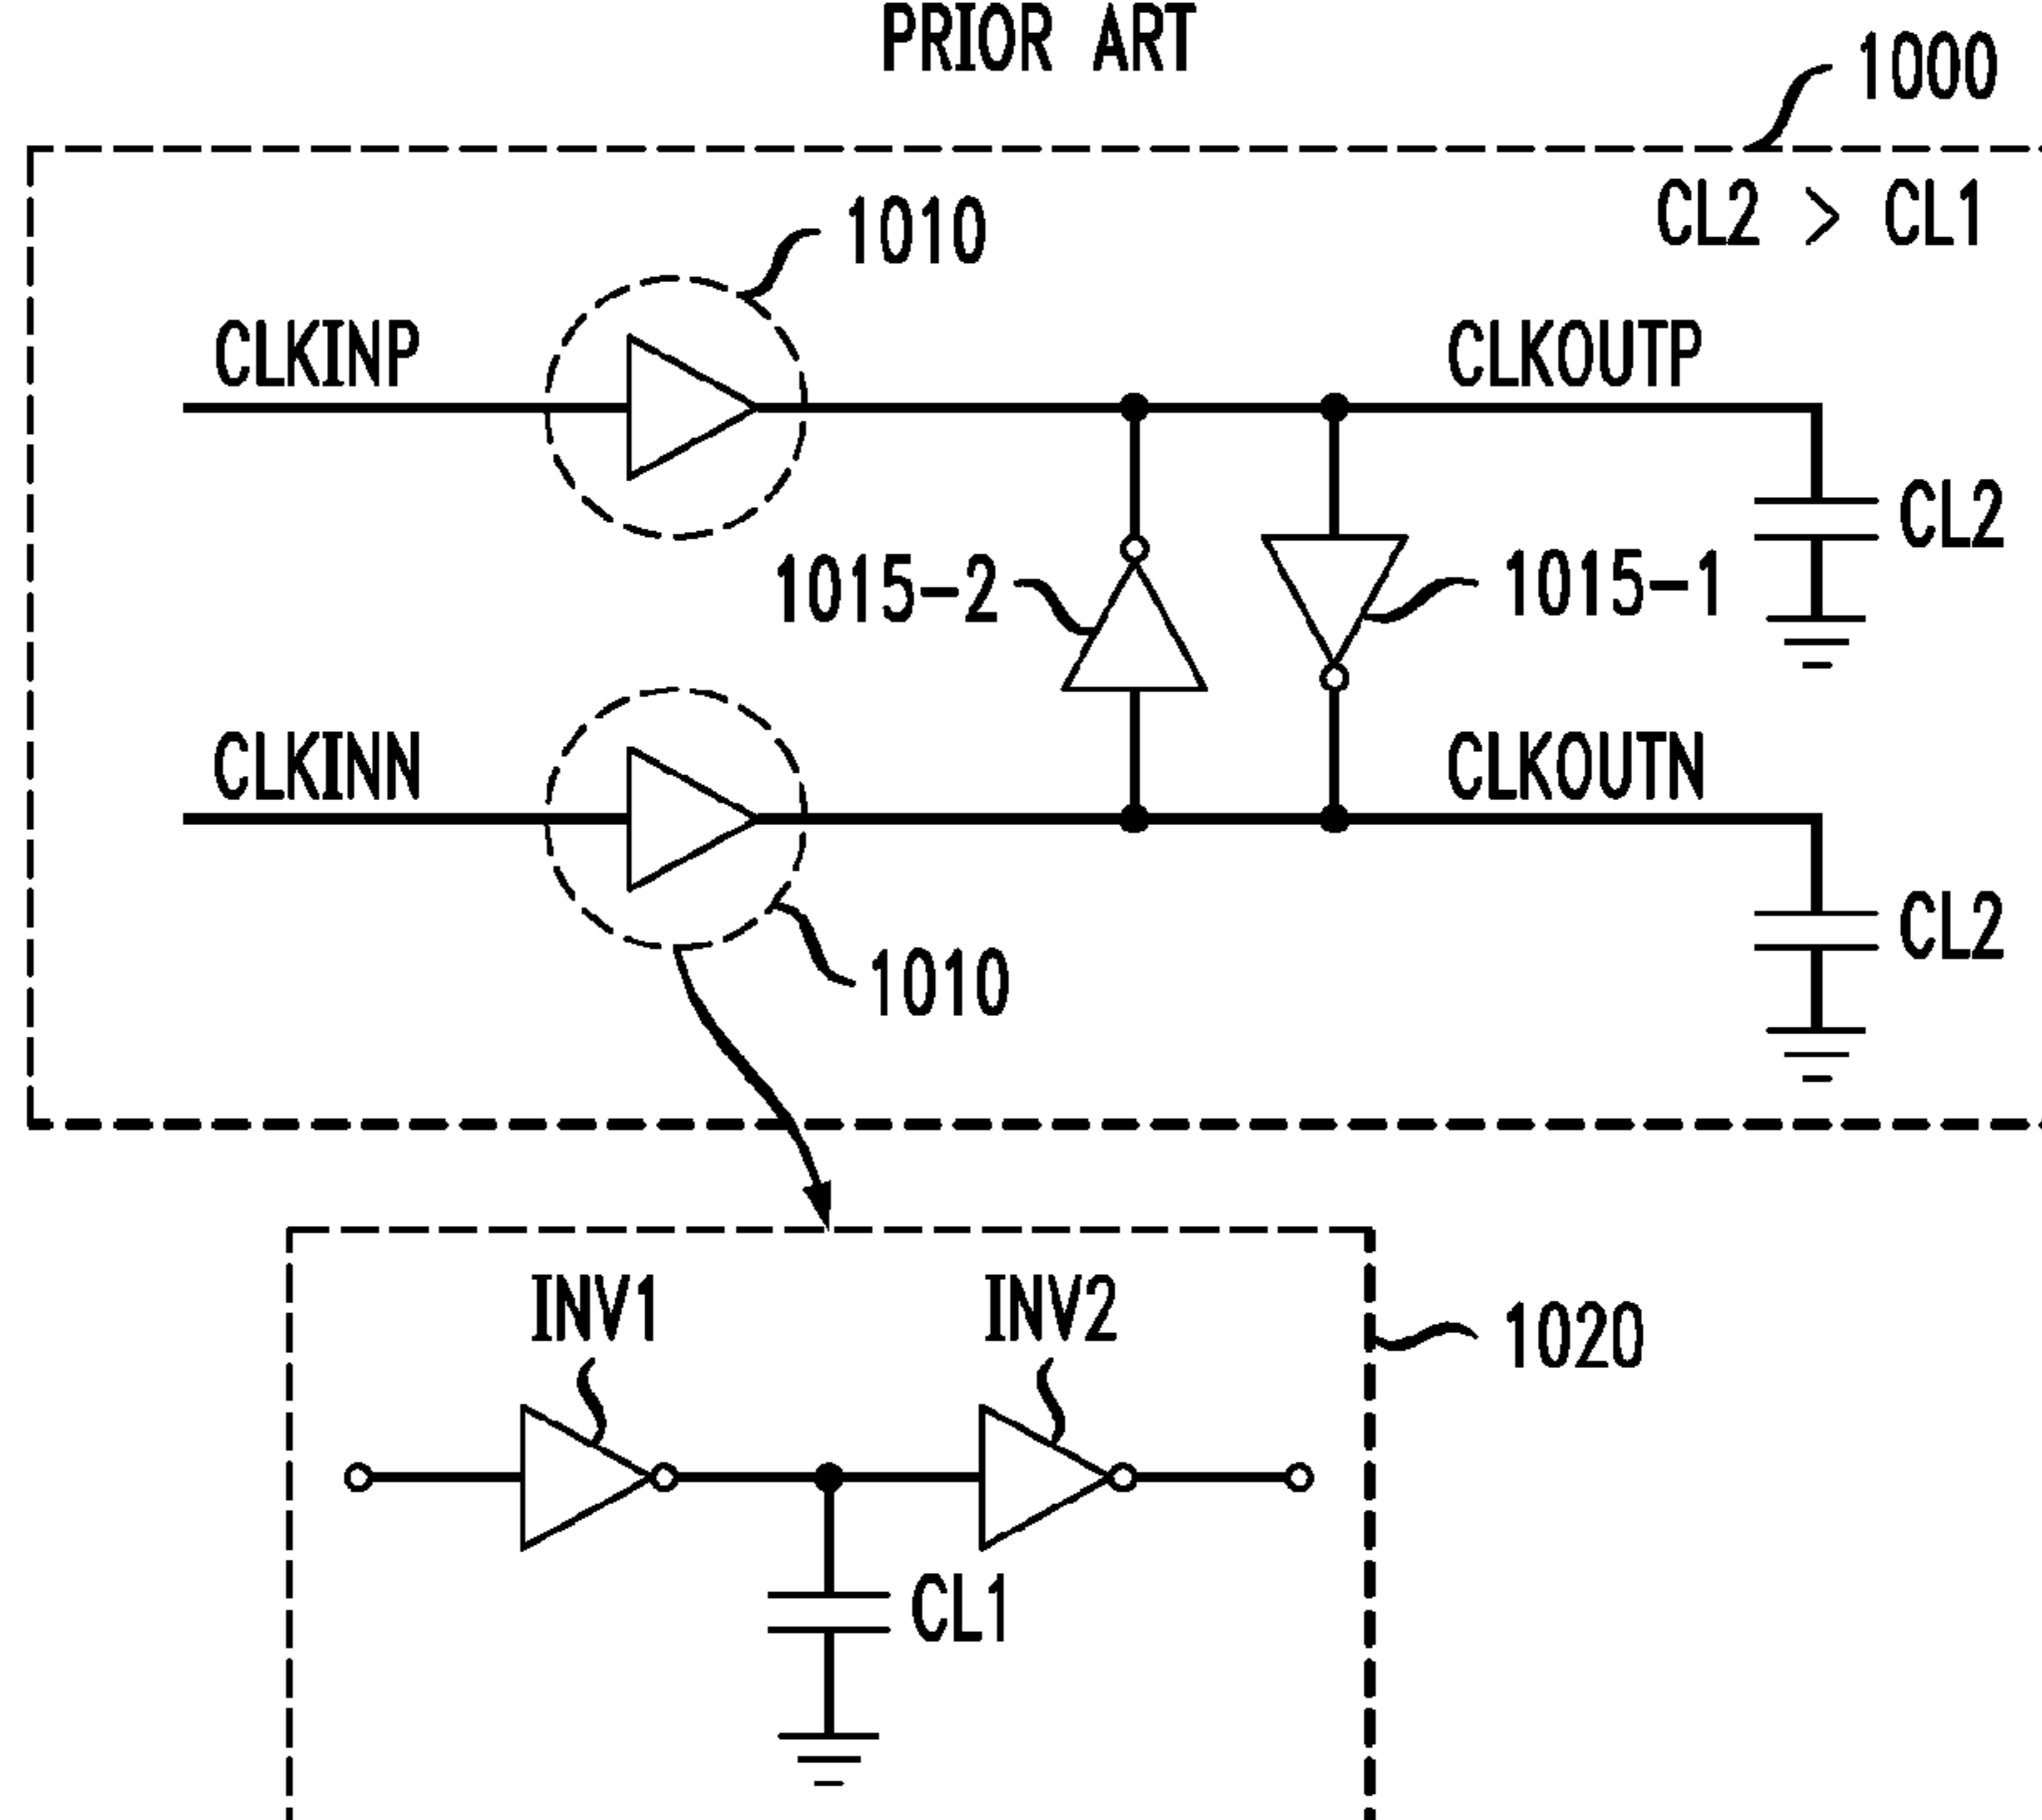 PRIOR ART
1000
CL2 > CL1
1010
CLKINP
CLKOUTP
CL2
1015-2
1015-1
CLKINN
CLKOUTN
CL2
1010
INV1
INV2
1020
CL1